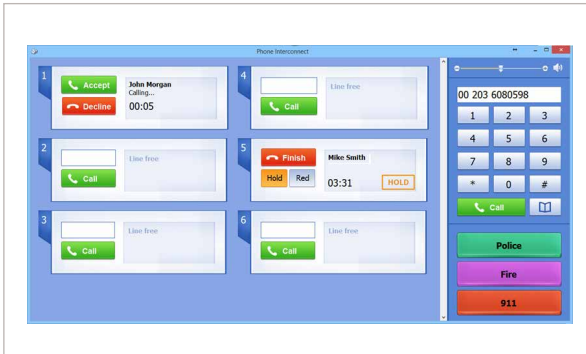 Phone Interconnect
1
Accept
Decline
John Morgan
Calling...
00:05
2
Call
Line free
3
Call
Line free
4
Call
Line free
5
Finish
Hold
Red
Mike Smith
03:31
HOLD
6
Call
Line free
00 203 6080598
1 2 3
4 5 6
7 8 9
* 0 #
Call
Police
Fire
911